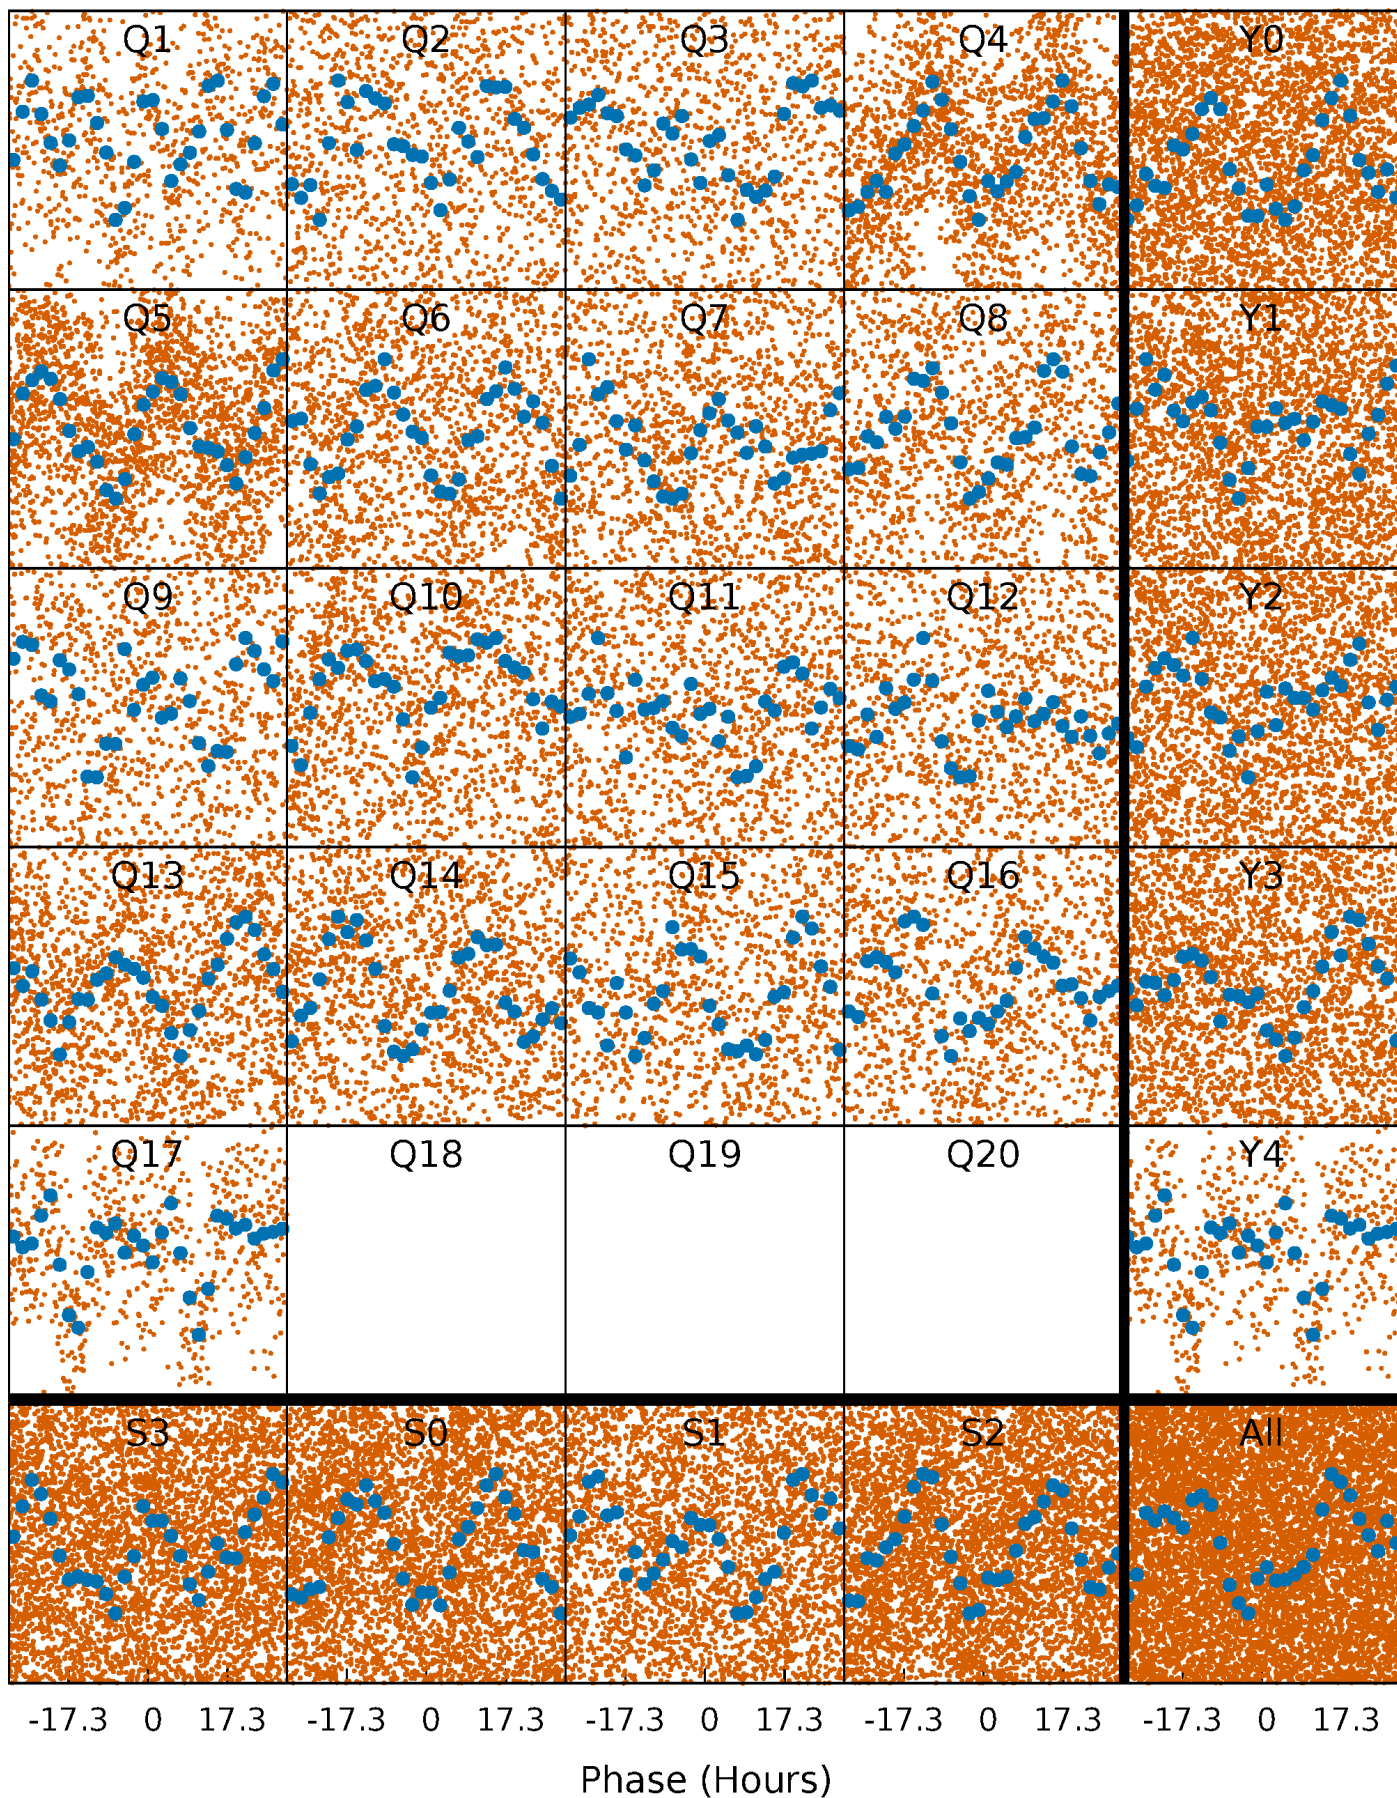 Q1 Q2 Q3 Q4 Y0
Q5 Q6 Q7 Q8 Y1
Q9 Q10 Q11 Q12 Y2
Q13 Q14 Q15 Q16 Y3
Q17 Q18 Q19 Q20 Y4
S3 S0 S1 S2 All
-17.3 0 17.3 -17.3 0 17.3 -17.3 0 17.3 -17.3 0 17.3 -17.3 0 17.3
Phase (Hours)